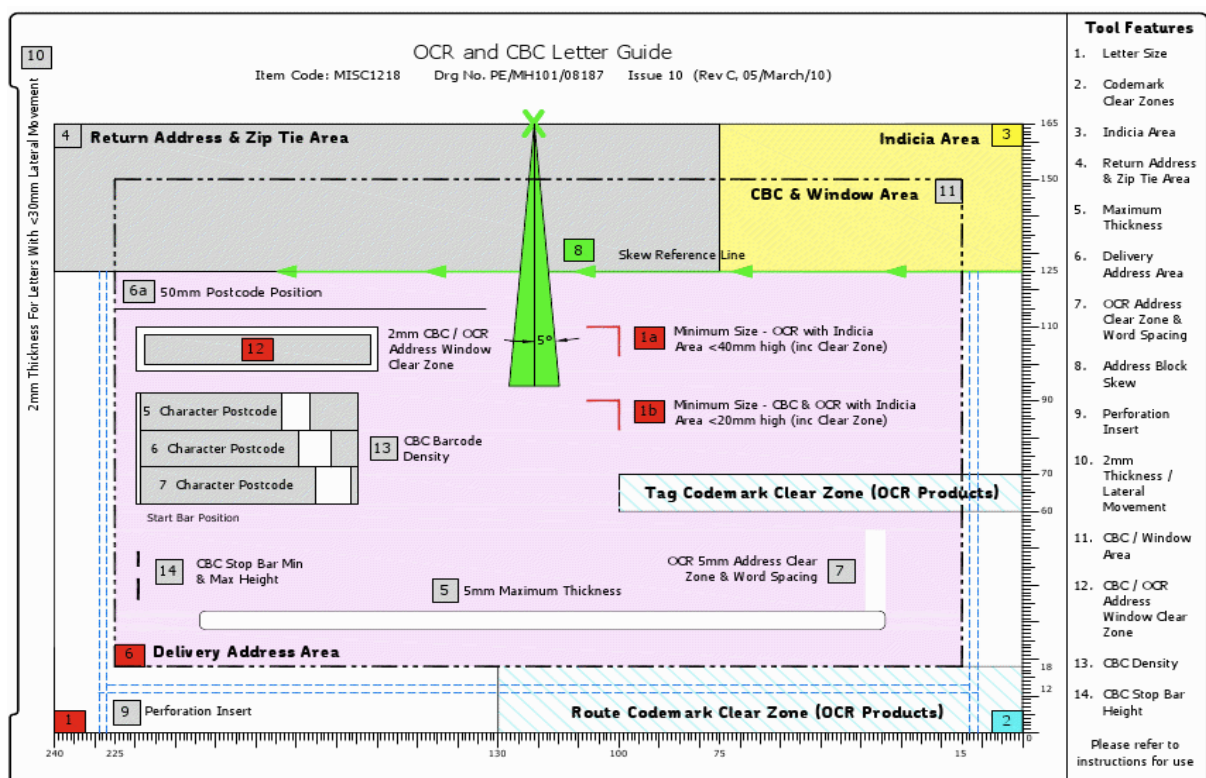 OCR and CBC Letter Guide
Item Code: MISC1218 Drg No. PE/MH101/08187 Issue 10 (Rev C, 05/March/10)
10
2mm Thickness For Letters With <30mm Lateral Movement
4 Return Address & Zip Tie Area
Indicia Area 3
CBC & Window Area 11
8 Skew Reference Line
6a 50mm Postcode Position
12
2mm CBC / OCR
Address Window
Clear Zone
5°
1a
Minimum Size - OCR with Indicia
Area <40mm high (inc Clear Zone)
1b
Minimum Size - CBC & OCR with Indicia
Area <20mm high (inc Clear Zone)
5 Character Postcode
6 Character Postcode
7 Character Postcode
13
CBC Barcode
Density
Start Bar Position
Tag Codemark Clear Zone (OCR Products)
14
CBC Stop Bar Min
& Max Height
OCR 5mm Address Clear
Zone & Word Spacing
7
5 5mm Maximum Thickness
6 Delivery Address Area
9 Perforation Insert
Route Codemark Clear Zone (OCR Products)
1
2
240 225 130 100 75 15 0
165
150
125
110
90
70
60
18
12
Tool Features
1. Letter Size
2. Codemark
Clear Zones
3. Indicia Area
4. Return Address
& Zip Tie Area
5. Maximum
Thickness
6. Delivery
Address Area
7. OCR Address
Clear Zone &
Word Spacing
8. Address Block
Skew
9. Perforation
Insert
10. 2mm
Thickness /
Lateral
Movement
11. CBC / Window
Area
12. CBC / OCR
Address
Window Clear
Zone
13. CBC Density
14. CBC Stop Bar
Height
Please refer to
instructions for use